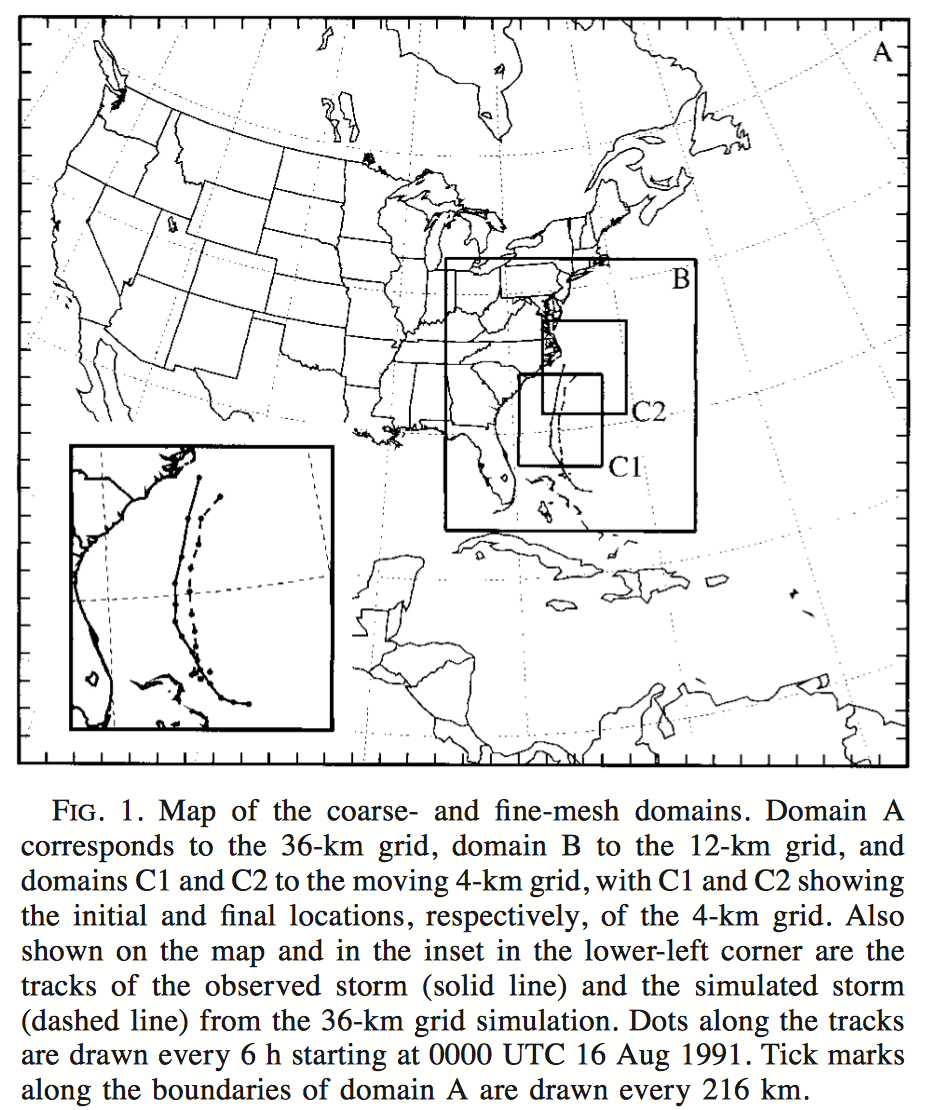 A
B
C2
C1
FIG. 1. Map of the coarse- and fine-mesh domains. Domain A
corresponds to the 36-km grid, domain B to the 12-km grid, and
domains C1 and C2 to the moving 4-km grid, with C1 and C2 showing
the initial and final locations, respectively, of the 4-km grid. Also
shown on the map and in the inset in the lower-left corner are the
tracks of the observed storm (solid line) and the simulated storm
(dashed line) from the 36-km grid simulation. Dots along the tracks
are drawn every 6 h starting at 0000 UTC 16 Aug 1991. Tick marks
along the boundaries of domain A are drawn every 216 km.